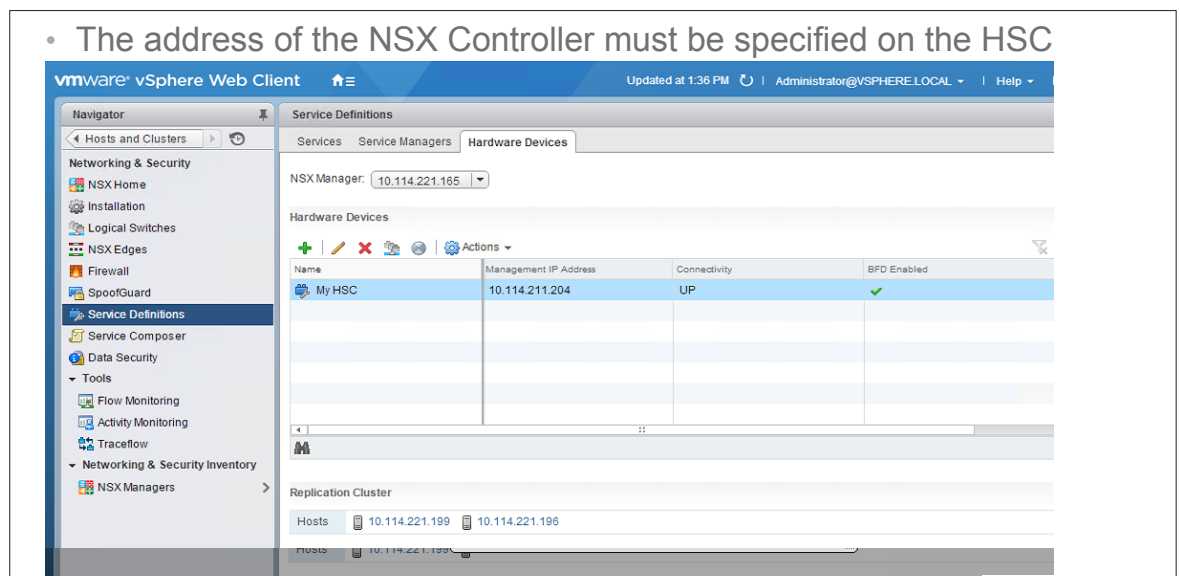 • The address of the NSX Controller must be specified on the HSC
vmware® vSphere Web Client
Updated at 1:36 PM | Administrator@VSPHERE.LOCAL | Help
Navigator
Hosts and Clusters
Networking & Security
NSX Home
Installation
Logical Switches
NSX Edges
Firewall
SpoofGuard
Service Definitions
Service Composer
Data Security
Tools
Flow Monitoring
Activity Monitoring
Traceflow
Networking & Security Inventory
NSX Managers
Service Definitions
Services Service Managers Hardware Devices
NSX Manager: 10.114.221.165
Hardware Devices
Actions
Name Management IP Address Connectivity BFD Enabled
My HSC 10.114.211.204 UP
Replication Cluster
Hosts 10.114.221.199 10.114.221.196
Hosts 10.114.221.199